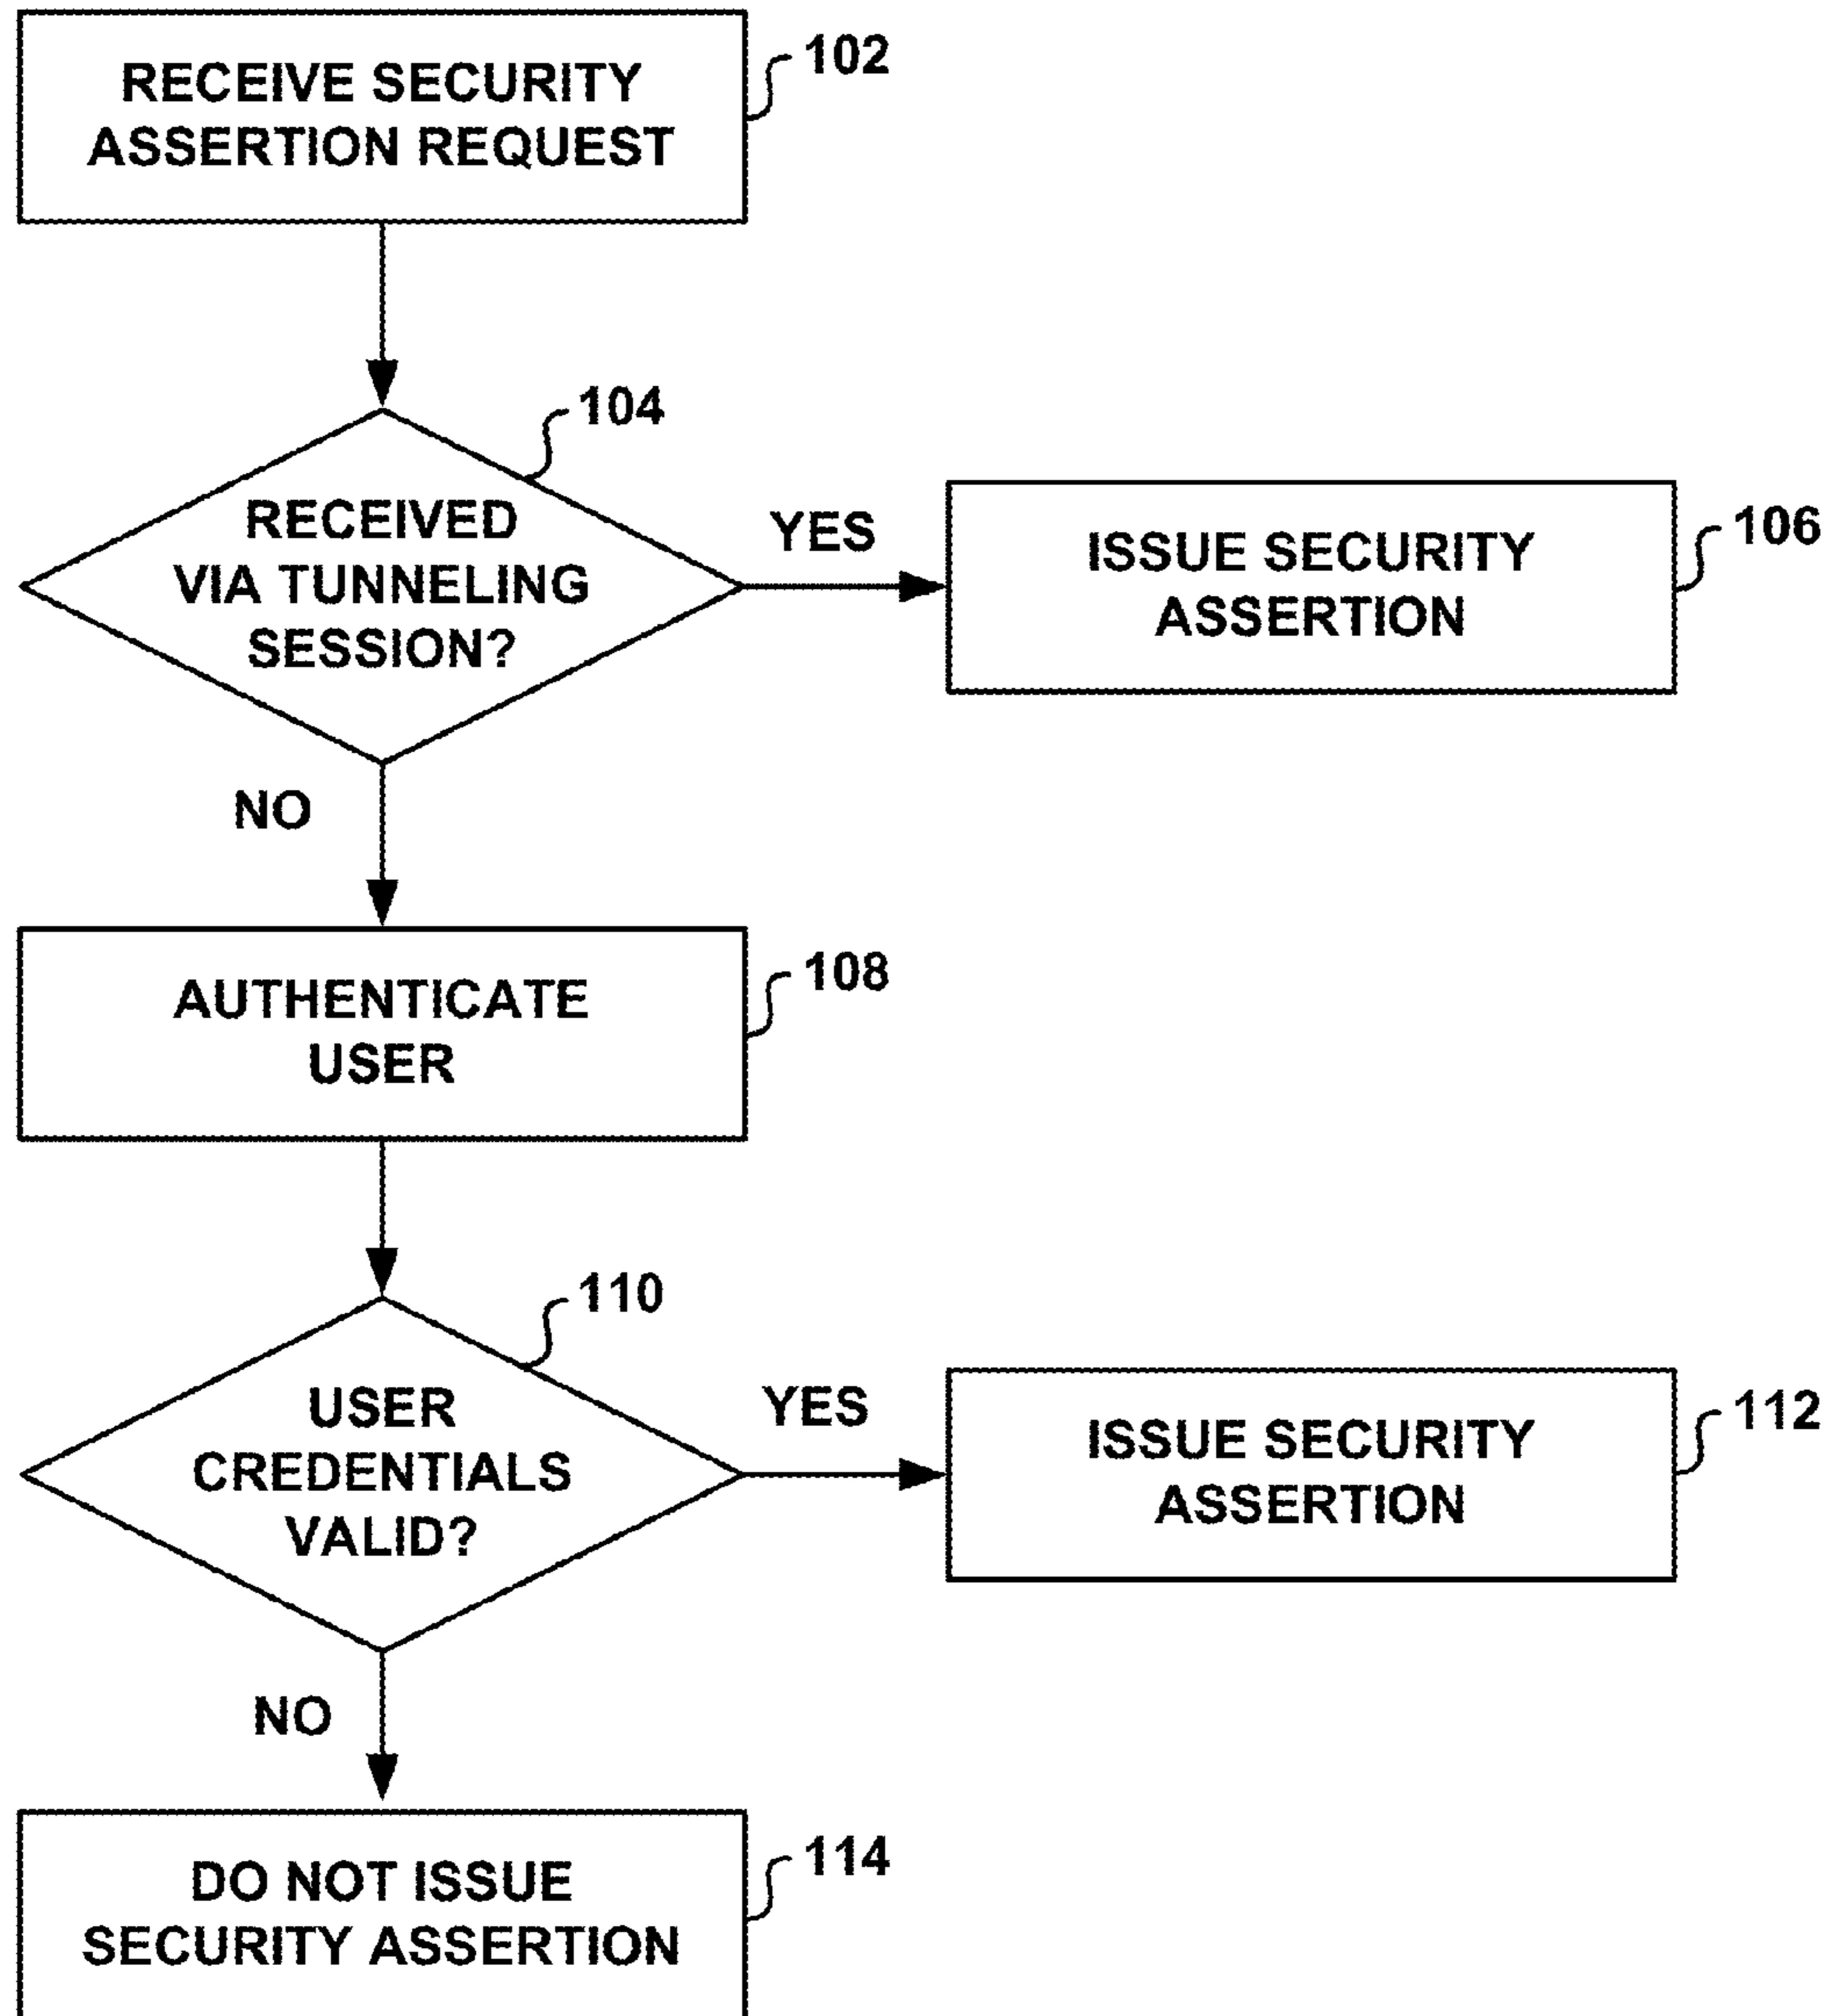 RECEIVE SECURITY
ASSERTION REQUEST
102
104
RECEIVED
VIA TUNNELING
SESSION?
YES
ISSUE SECURITY
ASSERTION
106
NO
AUTHENTICATE
USER
108
110
USER
CREDENTIALS
VALID?
YES
ISSUE SECURITY
ASSERTION
112
NO
DO NOT ISSUE
SECURITY ASSERTION
114